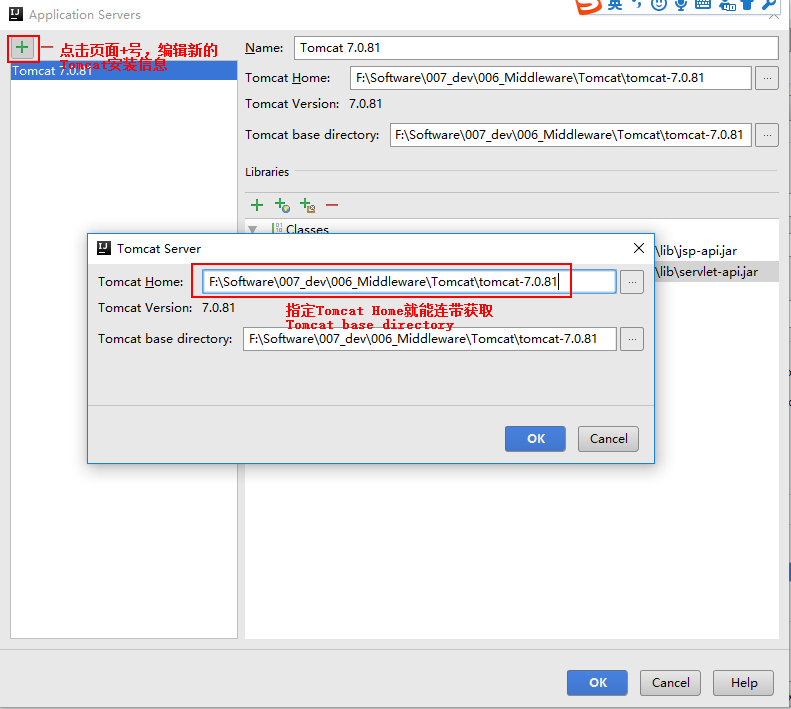 Application Servers
英
点击页面+号，编辑新的
Tomcat安装信息
Tomcat 7.0.81
Name: Tomcat 7.0.81
Tomcat Home: F:\Software\007_dev\006_Middleware\Tomcat\tomcat-7.0.81 ...
Tomcat Version: 7.0.81
Tomcat base directory: F:\Software\007_dev\006_Middleware\Tomcat\tomcat-7.0.81 ...
Libraries
Classes
\lib\jsp-api.jar
\lib\servlet-api.jar
Tomcat Server
Tomcat Home: F:\Software\007_dev\006_Middleware\Tomcat\tomcat-7.0.81 ...
Tomcat Version: 7.0.81
指定Tomcat Home就能连带获取
Tomcat base directory
Tomcat base directory: F:\Software\007_dev\006_Middleware\Tomcat\tomcat-7.0.81 ...
OK Cancel
OK Cancel Help